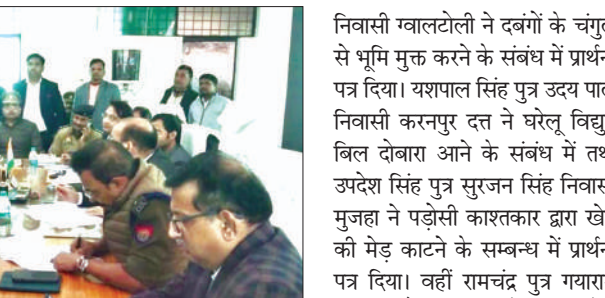 निवासी ग्वालटोली ने दबंगों के चंगुल
से भूमि मुक्त करने के संबंध में प्रार्थन
पत्र दिया। यशपाल सिंह पुत्र उदय पाल
निवासी करनपुर दत्त ने घरेलू विद्यु
बिल दोबारा आने के संबंध में तथ
उपदेश सिंह पुत्र सुरजन सिंह निवास
मुजहा ने पड़ोसी काश्तकार द्वारा खे
की मेड़ काटने के सम्बन्ध में प्रार्थन
पत्र दिया। वहीं रामचंद्र पुत्र गयारा